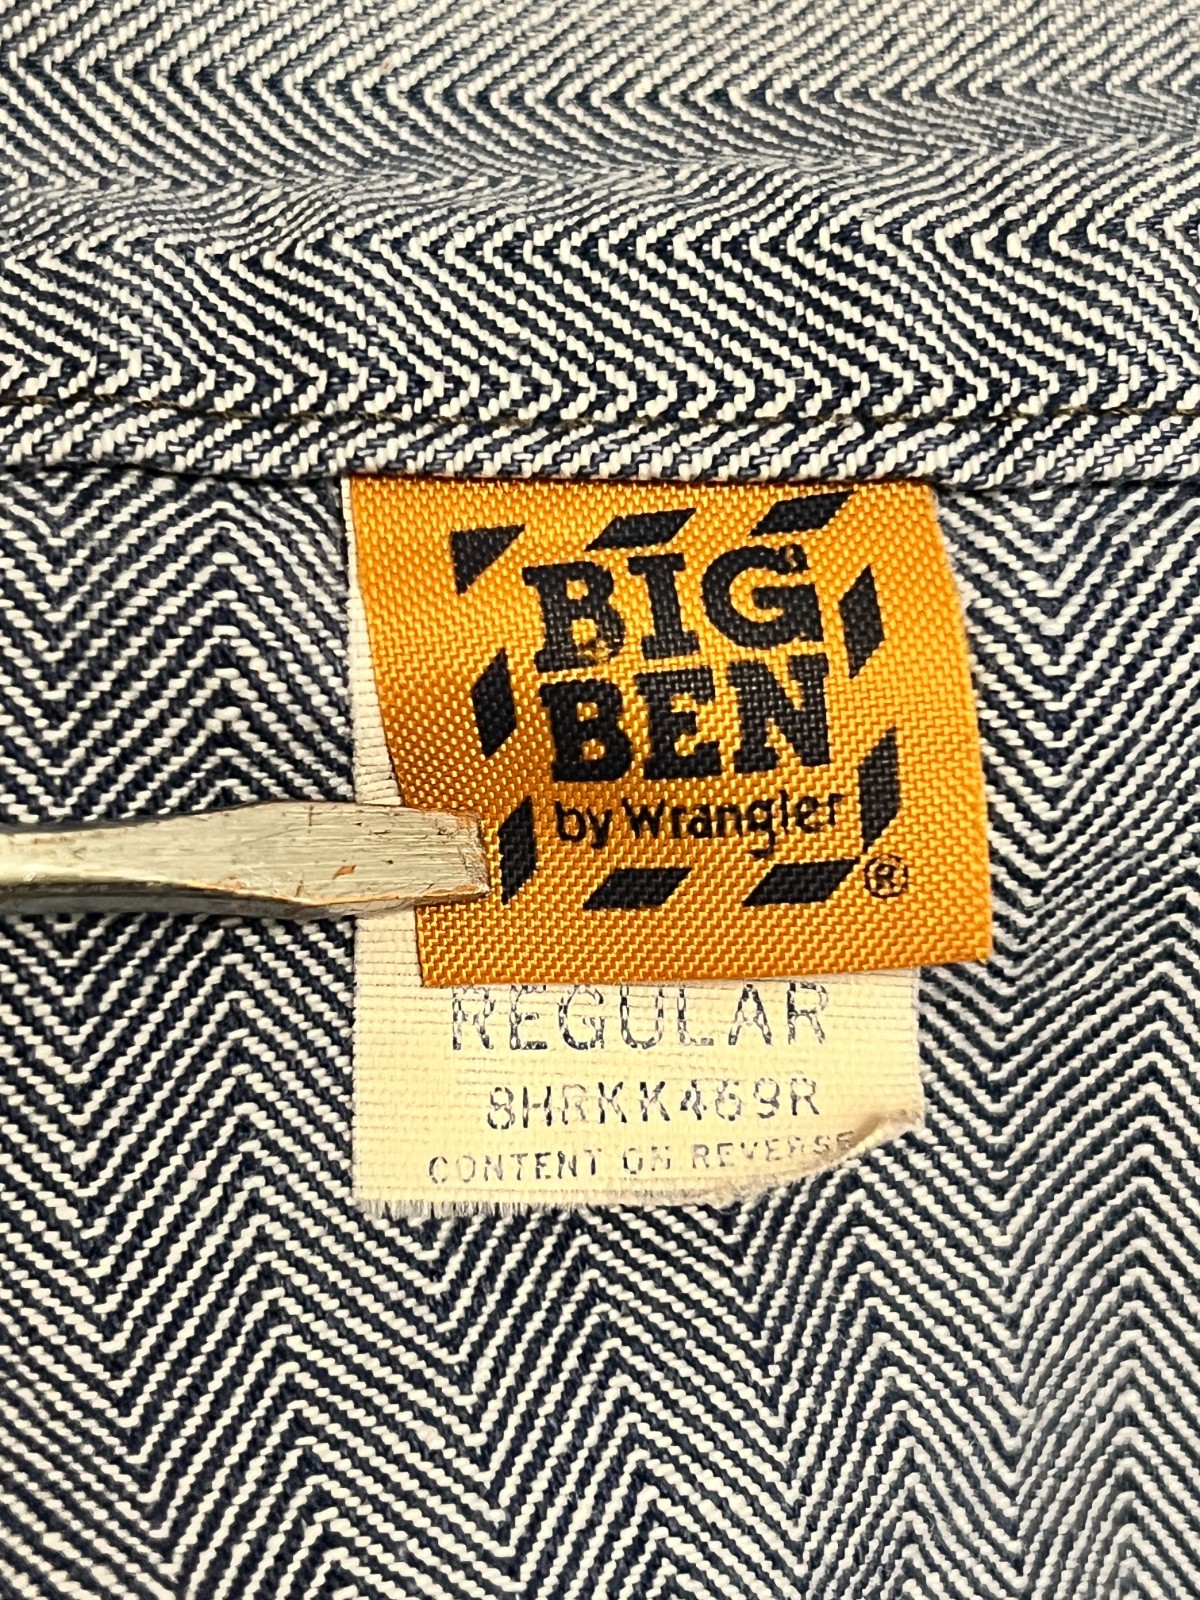 BIG
BEN
by Wrangler
®
REGULAR
8HRKK469R
CONTENT ON REVERSE